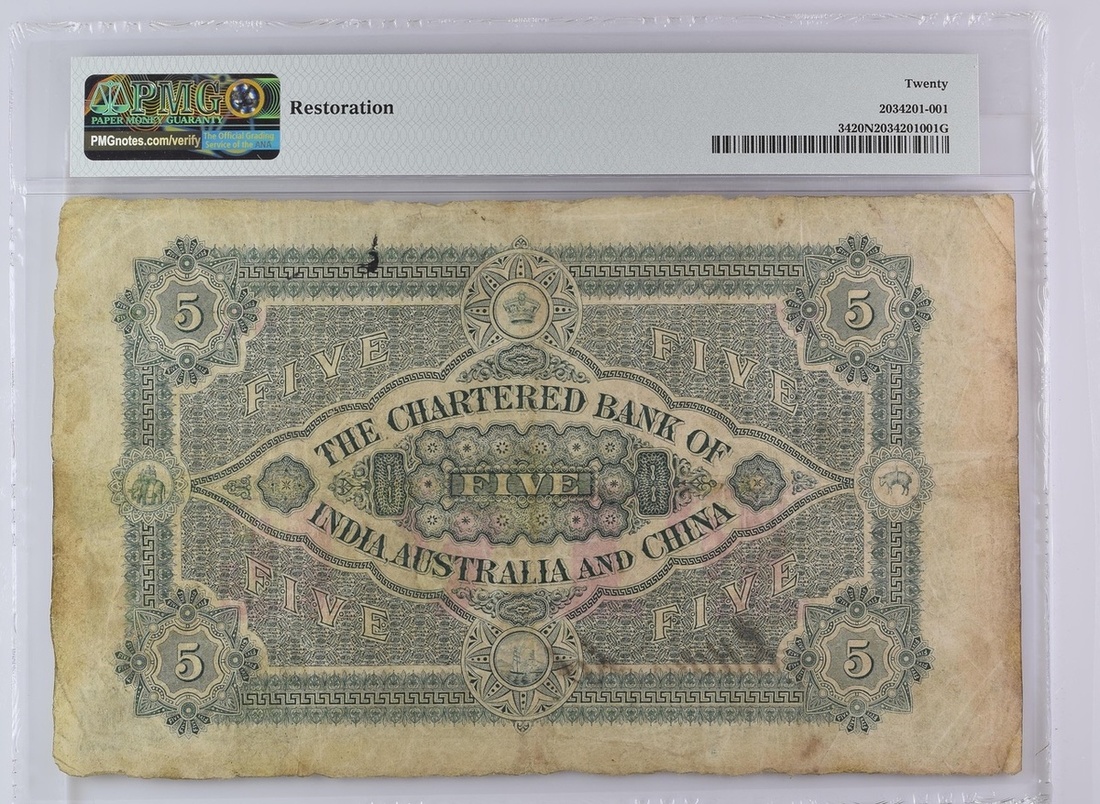 PMG
PAPER MONEY GUARANTY
PMGnotes.com/verify
The Official Grading
Service of the ANA
Restoration
Twenty
2034201-001
3420N2034201001G
5
5
FIVE
FIVE
THE CHARTERED BANK OF
FIVE
INDIA AUSTRALIA AND CHINA
FIVE
FIVE
5
5